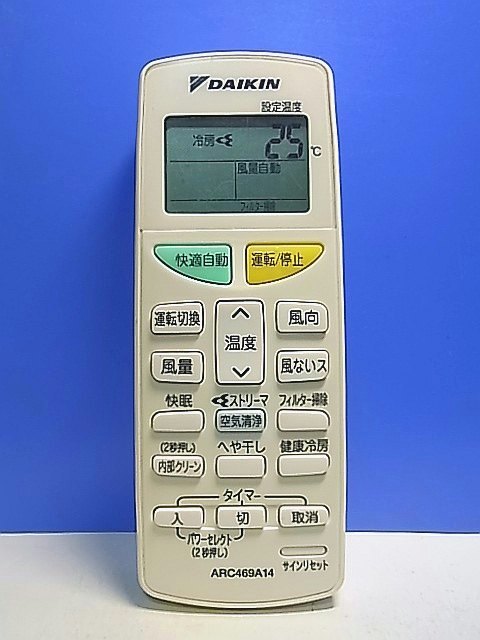 DAIKIN
設定温度
冷房 25 ℃
風量自動
フィルター掃除
快適自動 運転/停止
運転切換 温度 風向
風量 風ないス
快眠 ストリーマ フィルター掃除
空気清浄
(2秒押し) へや干し 健康冷房
内部クリーン
タイマー
入 切 取消
パワーセレクト
(2秒押し)
サインリセット
ARC469A14